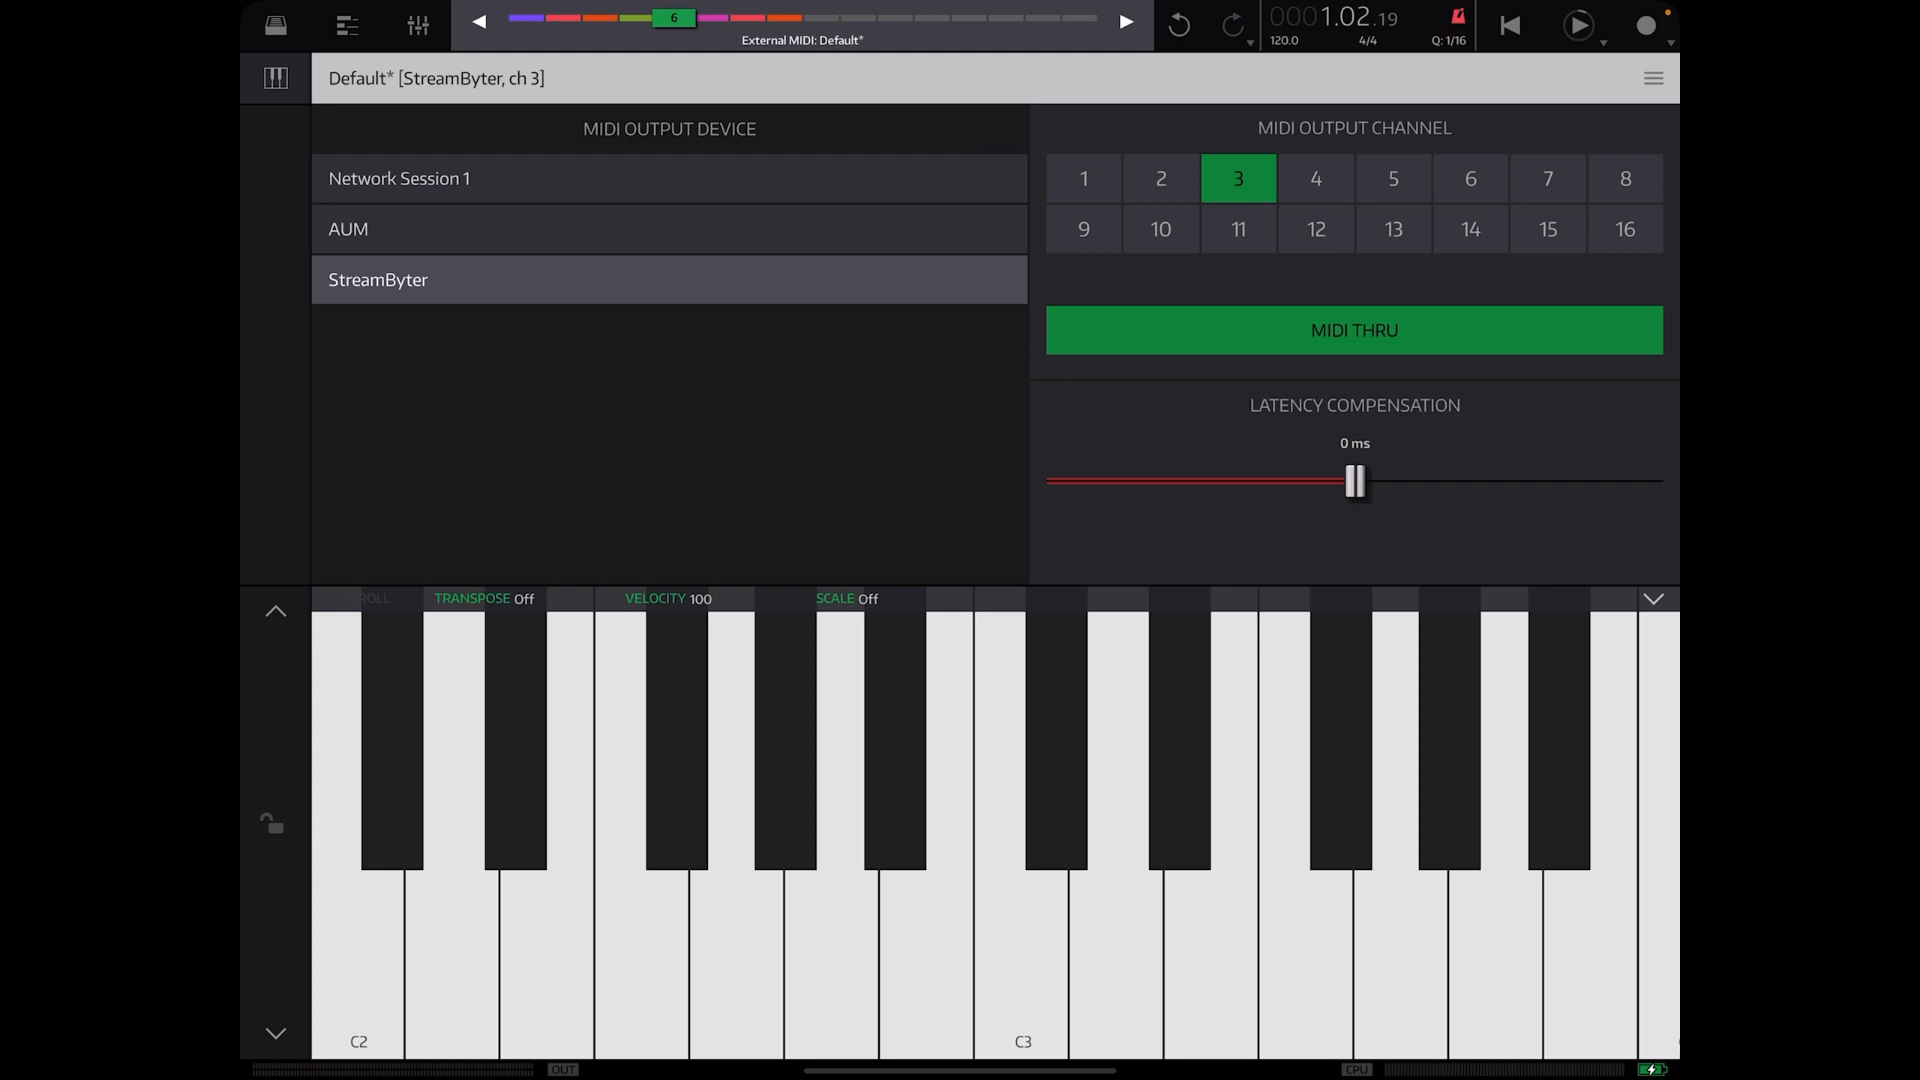 6
External MIDI: Default*
0001.02.19
120.0
4/4
Q: 1/16
Default* [StreamByter, ch 3]
MIDI OUTPUT DEVICE
Network Session 1
AUM
StreamByter
MIDI OUTPUT CHANNEL
1 2 3 4 5 6 7 8
9 10 11 12 13 14 15 16
MIDI THRU
LATENCY COMPENSATION
0 ms
SCROLL TRANSPOSE Off VELOCITY 100 SCALE Off
C2 C3
OUT CPU